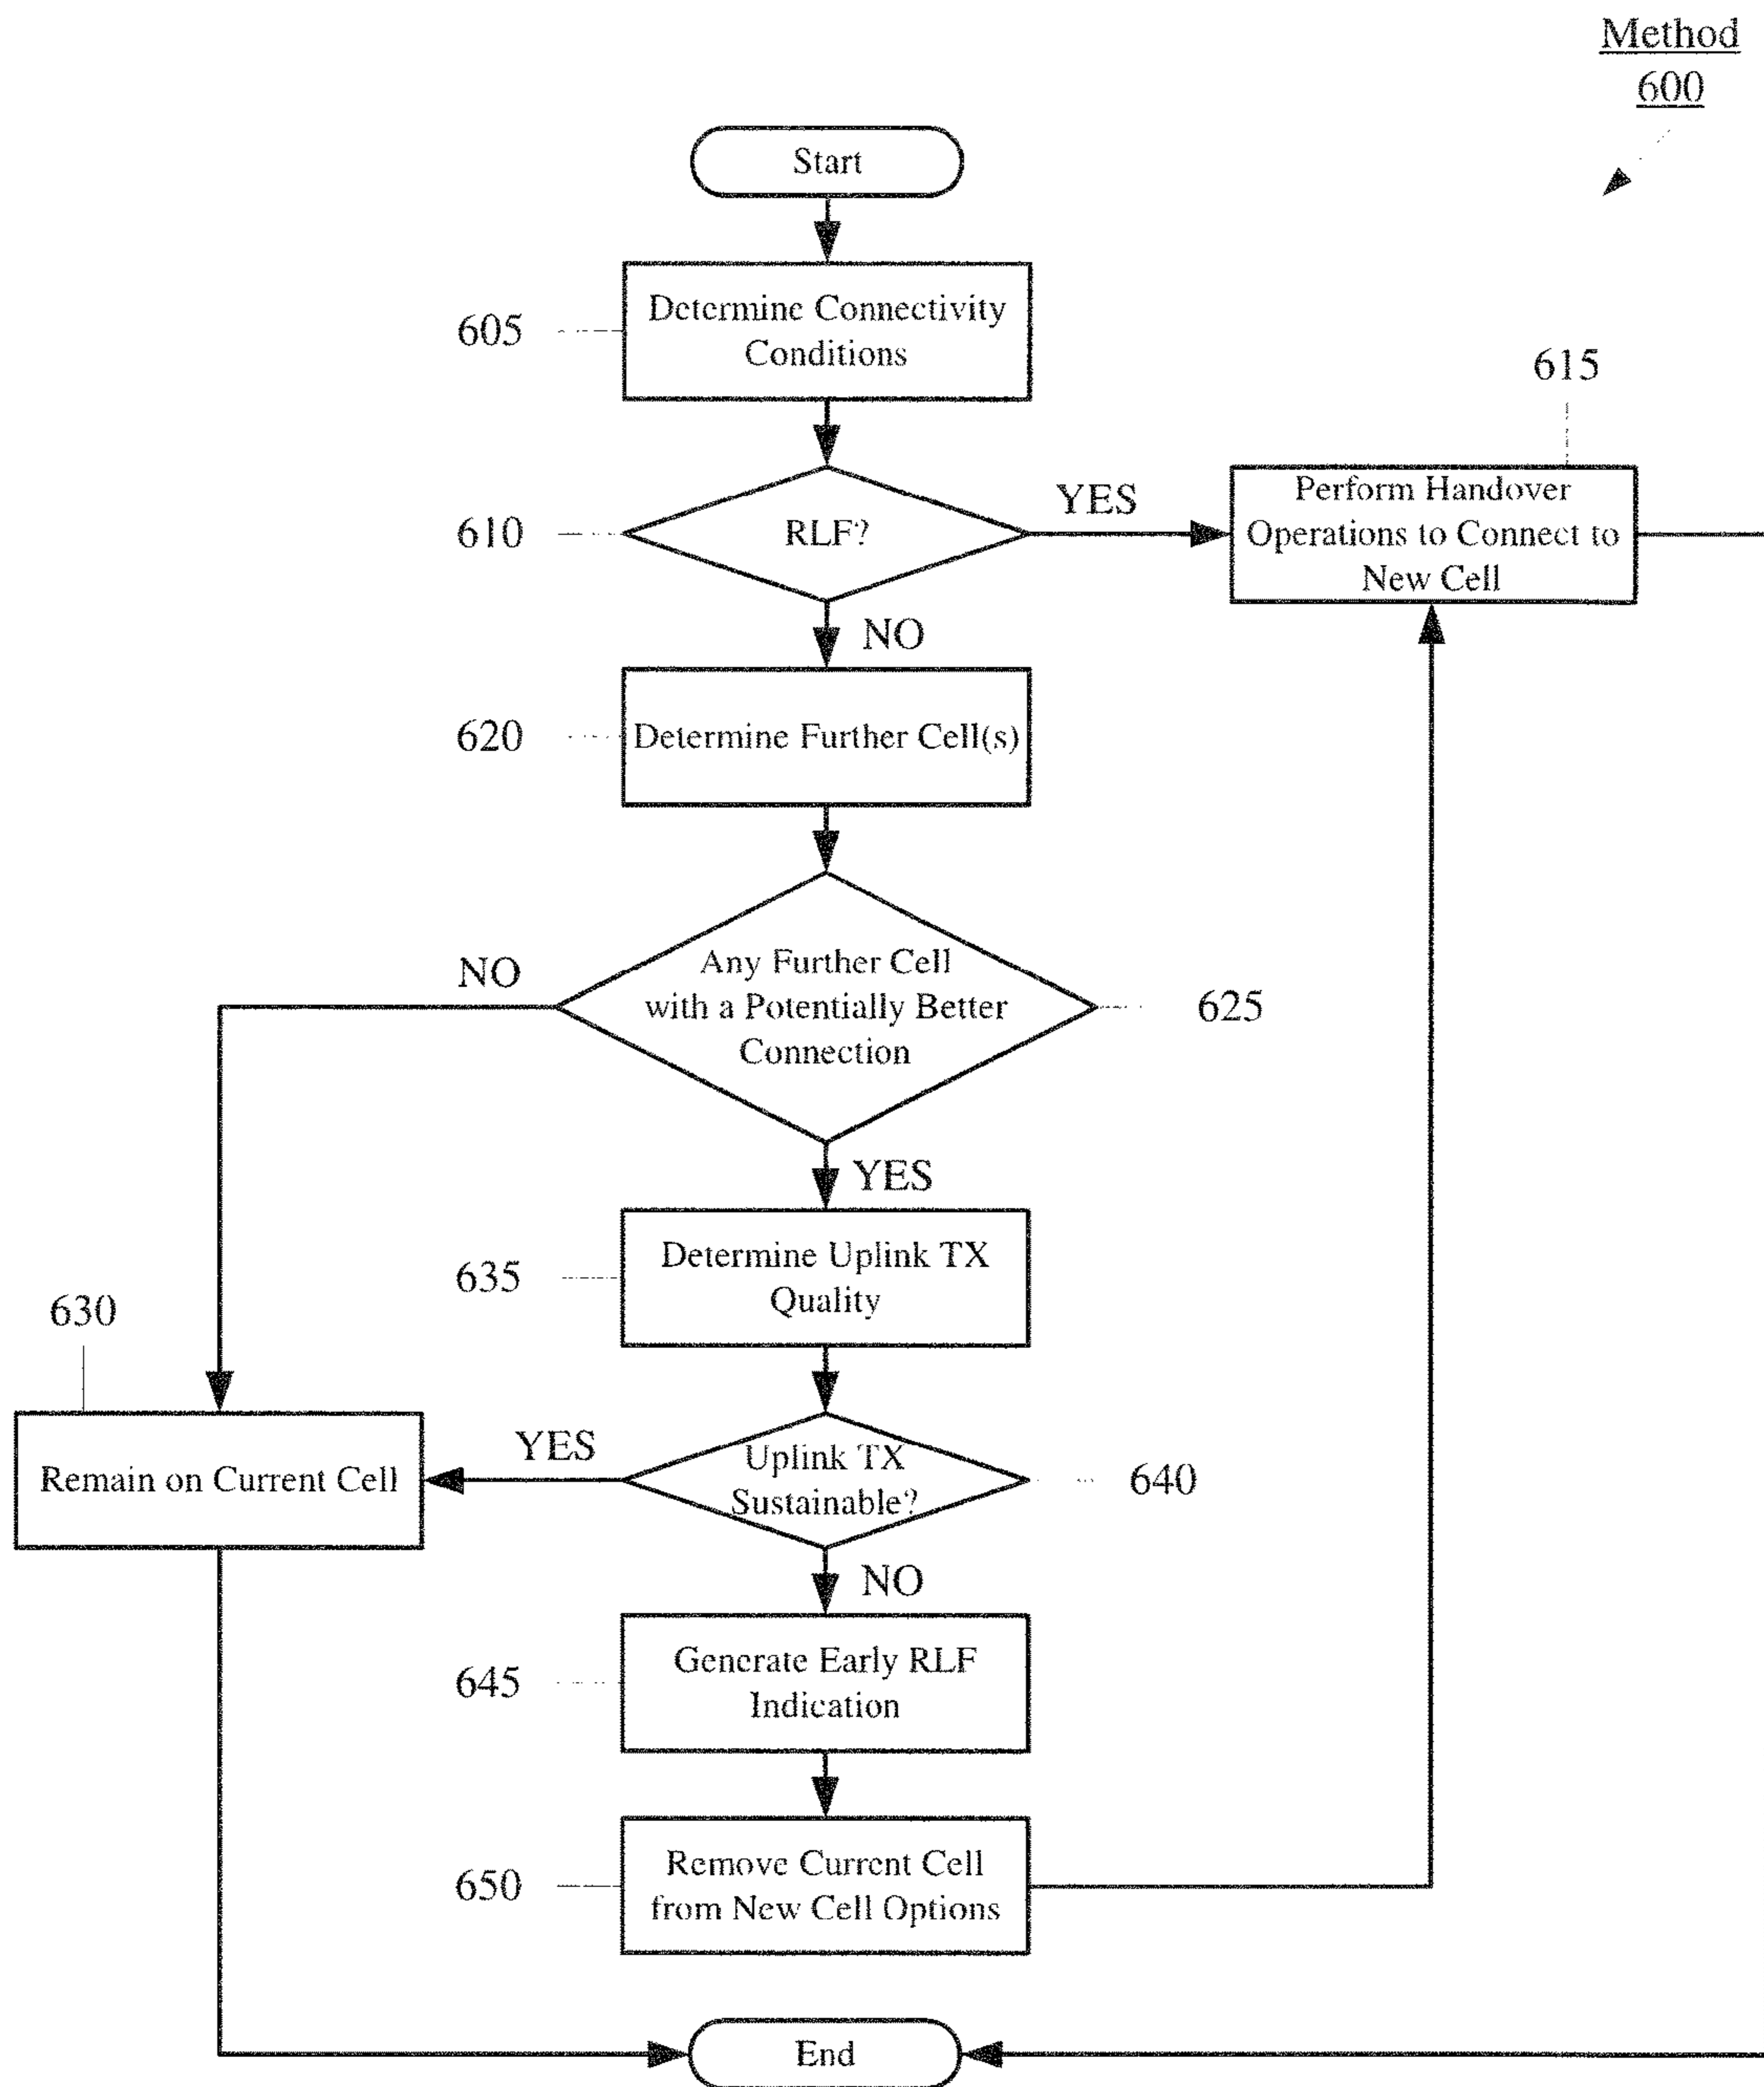 Method
600
Start
605
Determine Connectivity
Conditions
615
610
RLF?
YES
Perform Handover
Operations to Connect to
New Cell
NO
620
Determine Further Cell(s)
NO
Any Further Cell
with a Potentially Better
Connection
625
YES
635
Determine Uplink TX
Quality
630
Remain on Current Cell
YES
Uplink TX
Sustainable?
640
NO
645
Generate Early RLF
Indication
650
Remove Current Cell
from New Cell Options
End